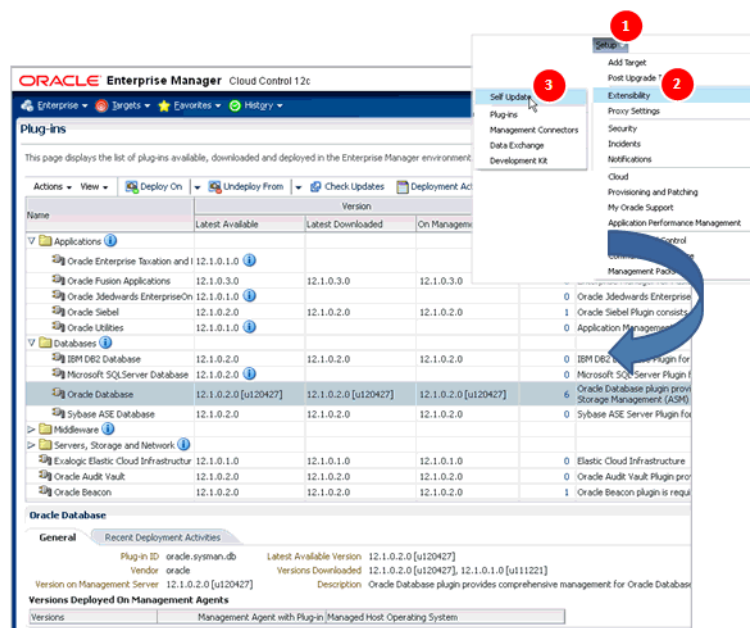 1
Setup
Add Target
Post Upgrade
2
Extensibility
Proxy Settings
Security
Incidents
Notifications
Cloud
Provisioning and Patching
My Oracle Support
Application Performance Management
Management Pack
3
Self Update
Plug-ins
Management Connectors
Data Exchange
Development Kit
ORACLE Enterprise Manager Cloud Control 12c
Enterprise Targets Favorites History
Plug-ins
This page displays the list of plug-ins available, downloaded and deployed in the Enterprise Manager environment
Actions View Deploy On Undeploy From Check Updates Deployment Act
Name Version
Latest Available Latest Downloaded On Managem
Applications
Oracle Enterprise Taxation and 12.1.0.1.0
Oracle Fusion Applications 12.1.0.3.0 12.1.0.3.0 12.1.0.3.0
Oracle Jdedwards EnterpriseOn 12.1.0.1.0 0 Oracle Jdedwards Enterprise
Oracle Siebel 12.1.0.2.0 12.1.0.2.0 12.1.0.2.0 1 Oracle Siebel Plugin consists
Oracle Utilities 12.1.0.1.0 0 Application Management
Databases
IBM DB2 Database 12.1.0.2.0 12.1.0.2.0 12.1.0.2.0 0 IBM DB2 Plugin for
Microsoft SQLServer Database 12.1.0.2.0 0 Microsoft SQL Server Plugin f
Oracle Database 12.1.0.2.0 [u120427] 12.1.0.2.0 [u120427] 12.1.0.2.0 [u120427] 6 Oracle Database plugin provi
Storage Management (ASM)
Sybase ASE Database 12.1.0.2.0 12.1.0.2.0 12.1.0.2.0 0 Sybase ASE Server Plugin for
Middleware
Servers, Storage and Network
Exalogic Elastic Cloud Infrastructur 12.1.0.1.0 12.1.0.1.0 12.1.0.1.0 0 Elastic Cloud Infrastructure
Oracle Audit Vault 12.1.0.2.0 12.1.0.2.0 12.1.0.2.0 0 Oracle Audit Vault Plugin pro
Oracle Beacon 12.1.0.2.0 12.1.0.2.0 12.1.0.2.0 1 Oracle Beacon plugin is requi
Oracle Database
General Recent Deployment Activities
Plug-in ID oracle.sysman.db Latest Available Version 12.1.0.2.0 [u120427]
Vendor oracle Versions Downloaded 12.1.0.2.0 [u120427], 12.1.0.1.0 [u111221]
Version on Management Server 12.1.0.2.0 [u120427] Description Oracle Database plugin provides comprehensive management for Oracle Database
Versions Deployed On Management Agents
Versions Management Agent with Plug-in Managed Host Operating System